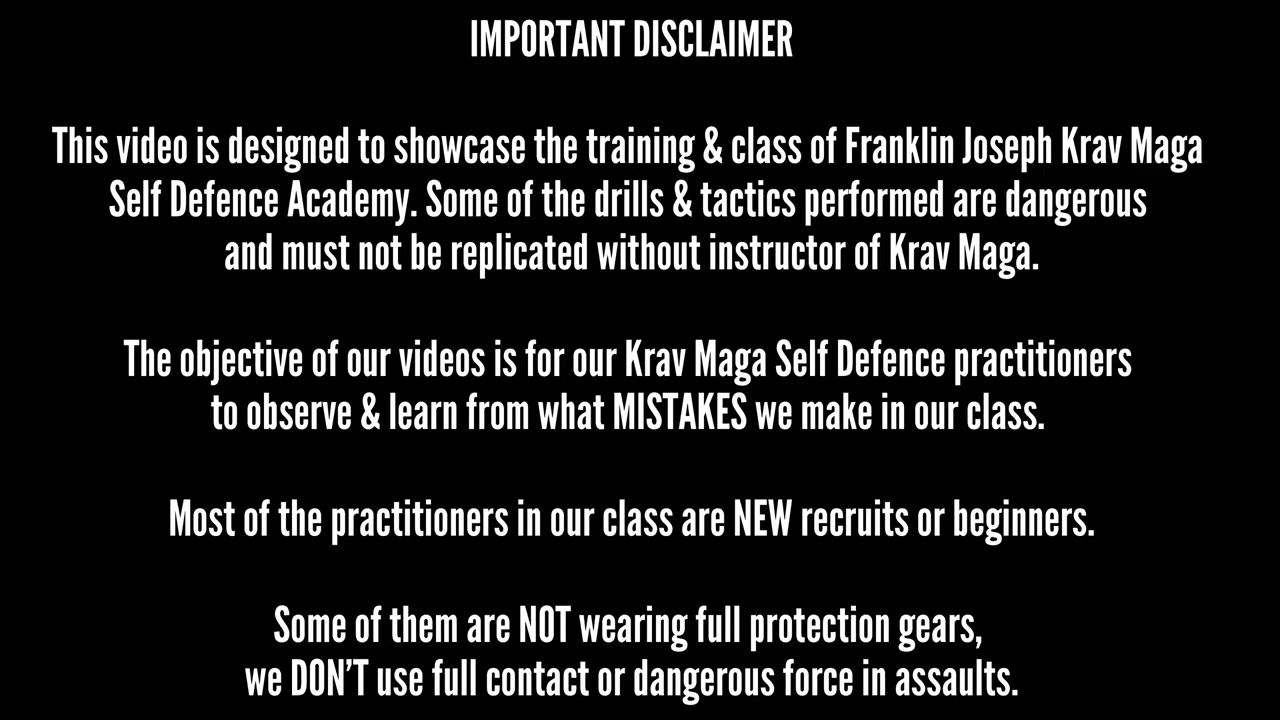 IMPORTANT DISCLAIMER
This video is designed to showcase the training & class of Franklin Joseph Krav Maga
Self Defence Academy. Some of the drills & tactics performed are dangerous
and must not be replicated without instructor of Krav Maga.
The objective of our videos is for our Krav Maga Self Defence practitioners
to observe & learn from what MISTAKES we make in our class.
Most of the practitioners in our class are NEW recruits or beginners.
Some of them are NOT wearing full protection gears,
we DON'T use full contact or dangerous force in assaults.